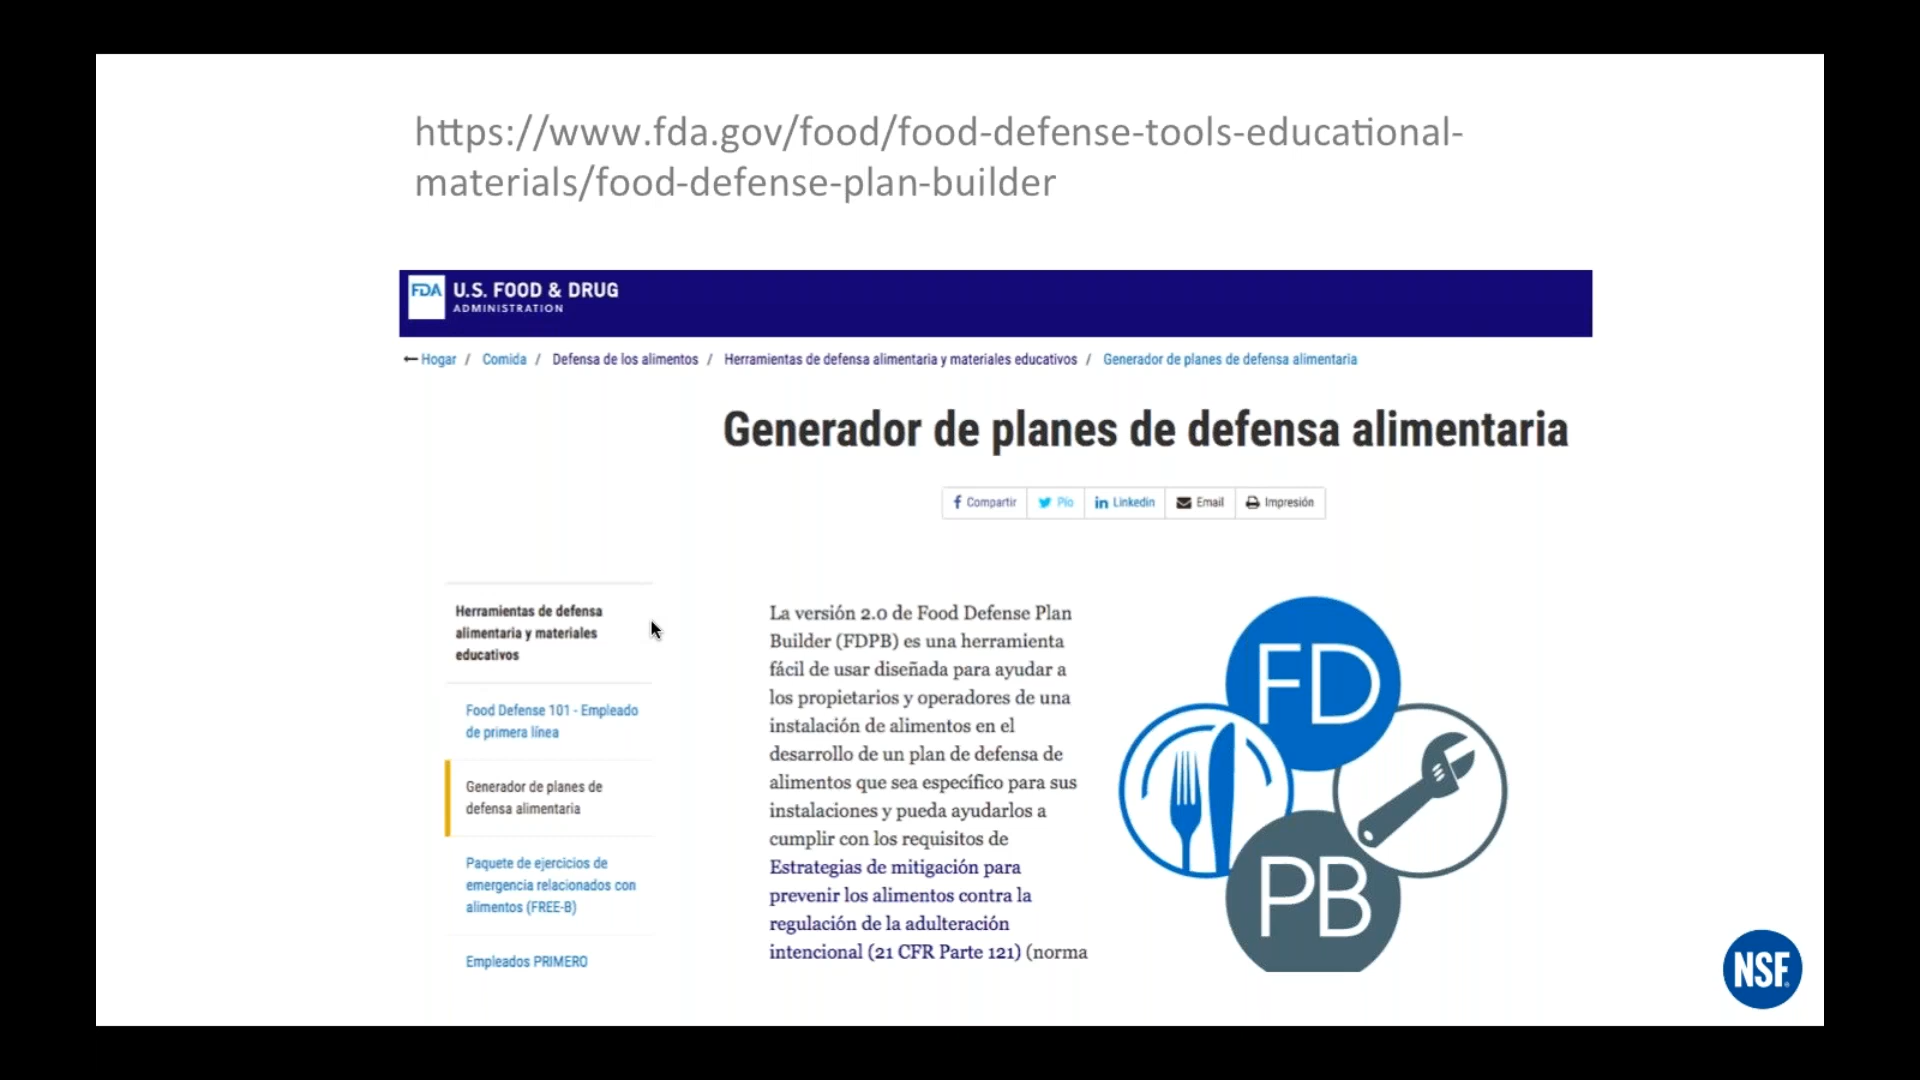 https://www.fda.gov/food/food-defense-tools-educational-
materials/food-defense-plan-builder
FDA U.S. FOOD & DRUG
ADMINISTRATION
Hogar / Comida / Defensa de los alimentos / Herramientas de defensa alimentaria y materiales educativos / Generador de planes de defensa alimentaria
Generador de planes de defensa alimentaria
Compartir Pío Linkedin Email Impresión
Herramientas de defensa
alimentaria y materiales
educativos
Food Defense 101 - Empleado
de primera línea
Generador de planes de
defensa alimentaria
Paquete de ejercicios de
emergencia relacionados con
alimentos (FREE-B)
Empleados PRIMERO
La versión 2.0 de Food Defense Plan
Builder (FDPB) es una herramienta
fácil de usar diseñada para ayudar a
los propietarios y operadores de una
instalación de alimentos en el
desarrollo de un plan de defensa de
alimentos que sea específico para sus
instalaciones y pueda ayudarlos a
cumplir con los requisitos de
Estrategias de mitigación para
prevenir los alimentos contra la
regulación de la adulteración
intencional (21 CFR Parte 121) (norma
FD
PB
NSF